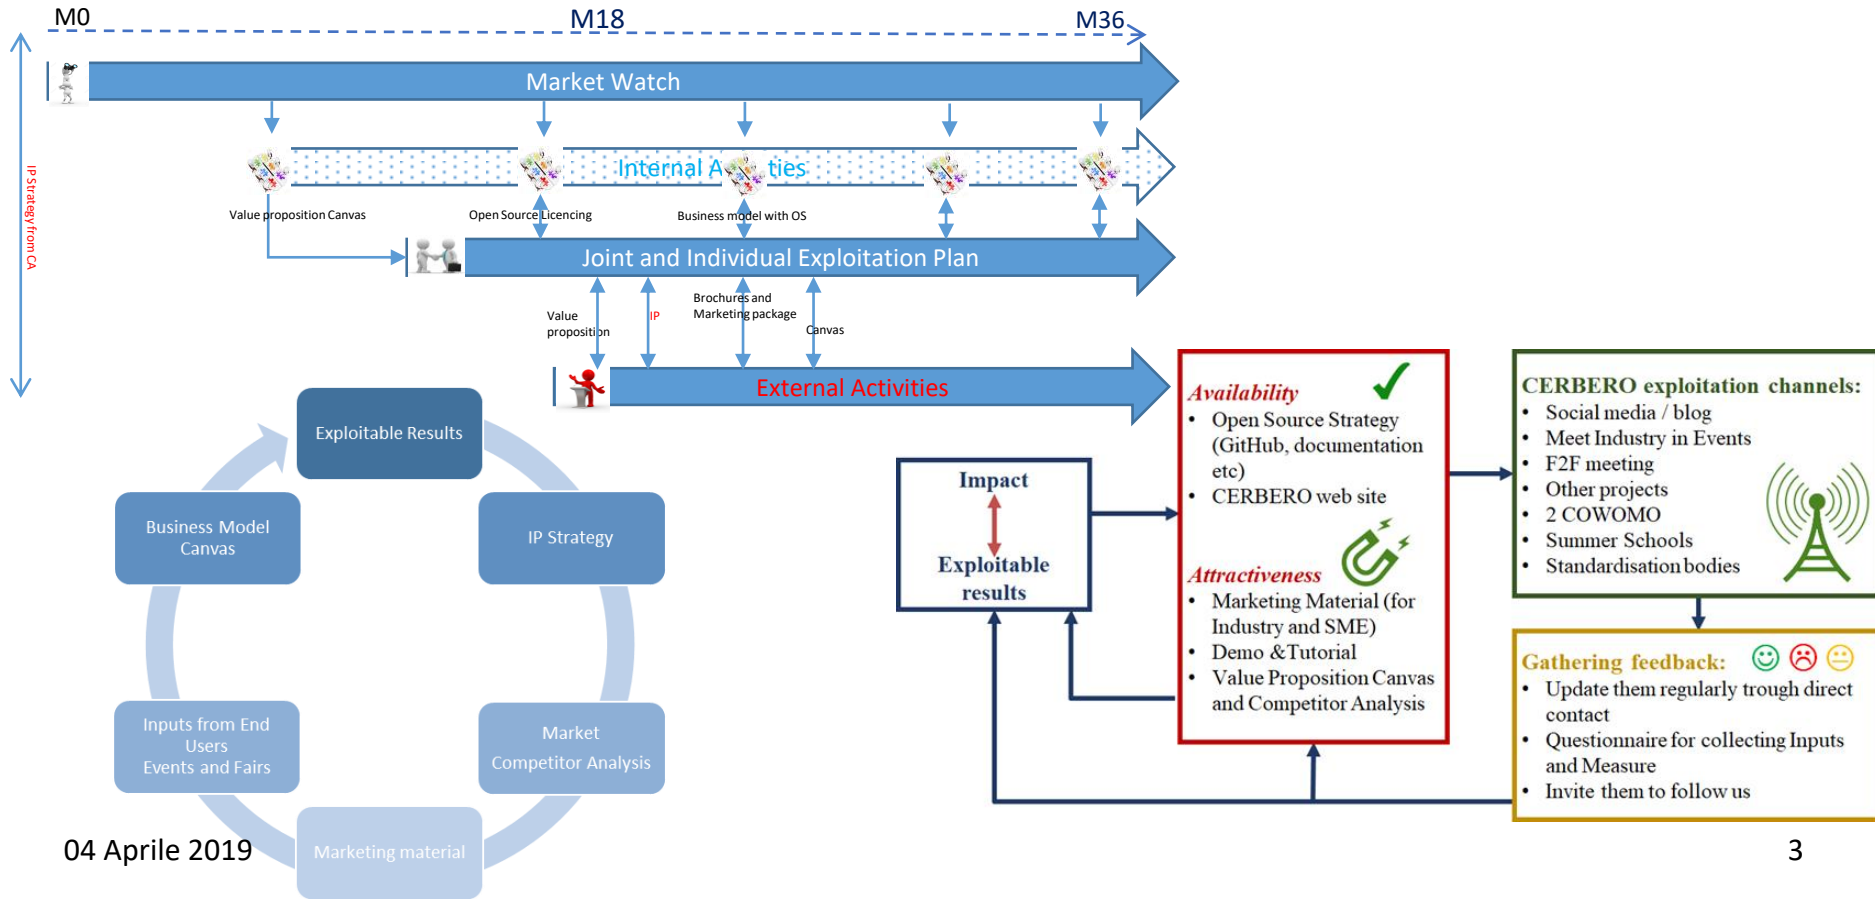 M0
M18
M36
Market Watch
IP Strategy from CA
Internal A ties
Value proposition Canvas
Open Source Licencing
Business model with OS
Joint and Individual Exploitation Plan
Value
proposition
IP
Brochures and
Marketing package
Canvas
External Activities
Exploitable Results
IP Strategy
Market
Competitor Analysis
Marketing material
Inputs from End
Users
Events and Fairs
Business Model
Canvas
Impact
Exploitable
results
Availability
• Open Source Strategy
(GitHub, documentation
etc)
• CERBERO web site
Attractiveness
• Marketing Material (for
Industry and SME)
• Demo &Tutorial
• Value Proposition Canvas
and Competitor Analysis
CERBERO exploitation channels:
• Social media / blog
• Meet Industry in Events
• F2F meeting
• Other projects
• 2 COWOMO
• Summer Schools
• Standardisation bodies
Gathering feedback:
• Update them regularly trough direct
contact
• Questionnaire for collecting Inputs
and Measure
• Invite them to follow us
04 Aprile 2019
3